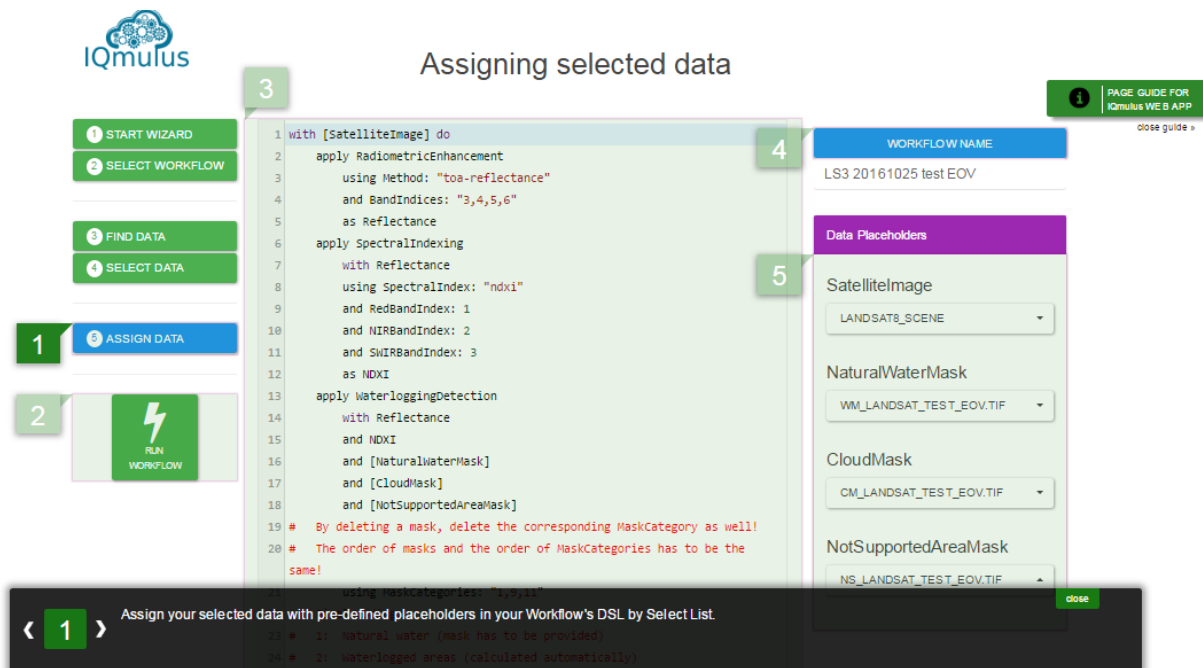 IQmulus
Assigning selected data
PAGE GUIDE FOR
IQmulus WEB APP
close guide »
1 START WIZARD
2 SELECT WORKFLOW
3 FIND DATA
4 SELECT DATA
1
5 ASSIGN DATA
2
RUN
WORKFLOW
3
1 with [SatelliteImage] do
2 apply RadiometricEnhancement
3 using Method: "toa-reflectance"
4 and BandIndices: "3,4,5,6"
5 as Reflectance
6 apply SpectralIndexing
7 with Reflectance
8 using SpectralIndex: "ndxi"
9 and RedBandIndex: 1
10 and NIRBandIndex: 2
11 and SWIRBandIndex: 3
12 as NDXI
13 apply WaterloggingDetection
14 with Reflectance
15 and NDXI
16 and [NaturalWaterMask]
17 and [CloudMask]
18 and [NotSupportedAreaMask]
19 # By deleting a mask, delete the corresponding MaskCategory as well!
20 # The order of masks and the order of MaskCategories has to be the
same!
21 using MaskCategories: "1,9,11"
23 # 1: Natural water (mask has to be provided)
24 # 2: Waterlogged areas (calculated automatically)
4
WORKFLOW NAME
LS3 20161025 test EOV
5
Data Placeholders
SatelliteImage
LANDSAT8_SCENE
NaturalWaterMask
WM_LANDSAT_TEST_EOV.TIF
CloudMask
CM_LANDSAT_TEST_EOV.TIF
NotSupportedAreaMask
NS_LANDSAT_TEST_EOV.TIF
close
1
Assign your selected data with pre-defined placeholders in your Workflow's DSL by Select List.